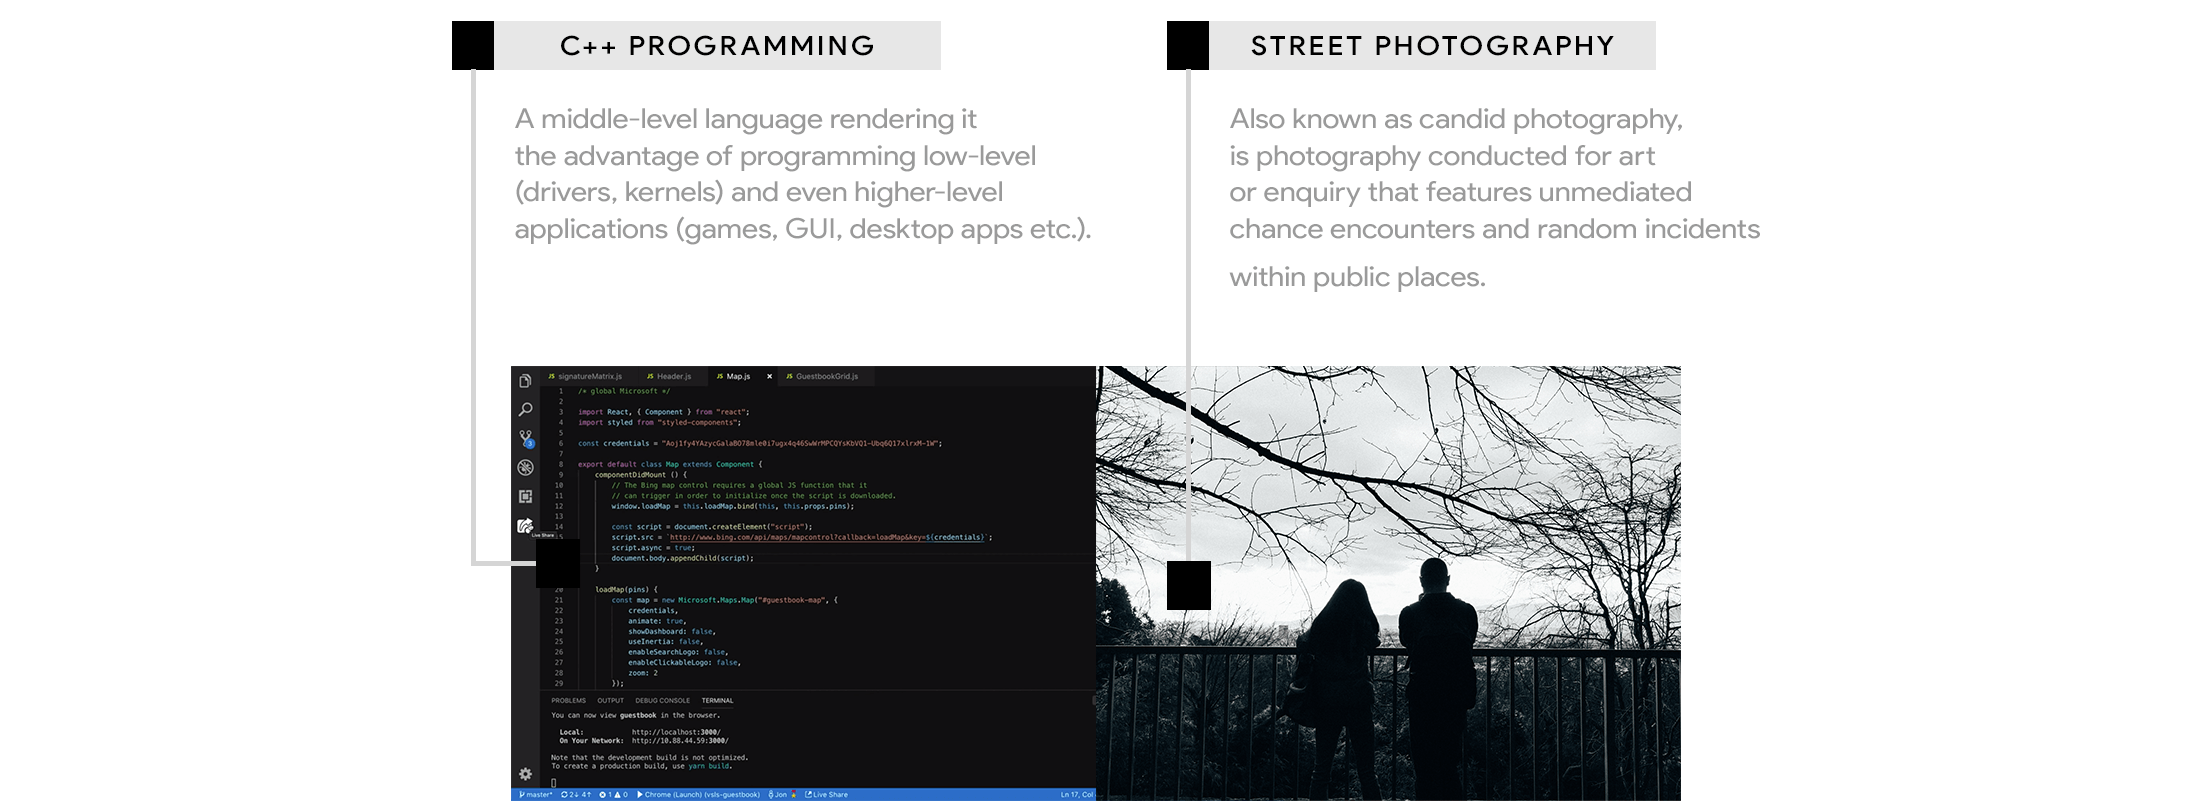 C++ PROGRAMMING
A middle-level language rendering it
the advantage of programming low-level
(drivers, kernels) and even higher-level
applications (games, GUI, desktop apps etc.).
STREET PHOTOGRAPHY
Also known as candid photography,
is photography conducted for art
or enquiry that features unmediated
chance encounters and random incidents
within public places.
JS signatureMatrix.js JS Header.js JS Map.js × JS GuestbookGrid.js
1 /* global Microsoft */
2
3 import React, { Component } from "react";
4 import styled from "styled-components";
5
6 const credentials =
7
8 export default class Map extends Component {
9 componentDidMount () {
10 // The Bing map control requires a global JS function that it
11 // can trigger in order to initialize once the script is downloaded.
12 window.loadMap = this.loadMap.bind(this, this.props.pins);
13
14 const script = document.createElement("script");
script.src = `http://www.bing.com/api/maps/mapcontrol?callback=loadMap&key=${credentials}`;
script.async = true;
document.body.appendChild(script);
}
20 loadMap(pins) {
21 const map = new Microsoft.Maps.Map("#guestbook-map", {
22 credentials,
23 animate: true,
24 showDashboard: false,
25 useInertia: false,
26 enableSearchLogo: false,
27 enableClickableLogo: false,
28 zoom: 2
29 });
3
Live Share
PROBLEMS OUTPUT DEBUG CONSOLE TERMINAL
You can now view guestbook in the browser.
Local: http://localhost:3000/
On Your Network: http://10.88.44.59:3000/
Note that the development build is not optimized.
To create a production build, use yarn build.
master* 2↓ 4↑ 1 0 Chrome (Launch) (vsls-guestbook) Jon Live Share Ln 17, Col